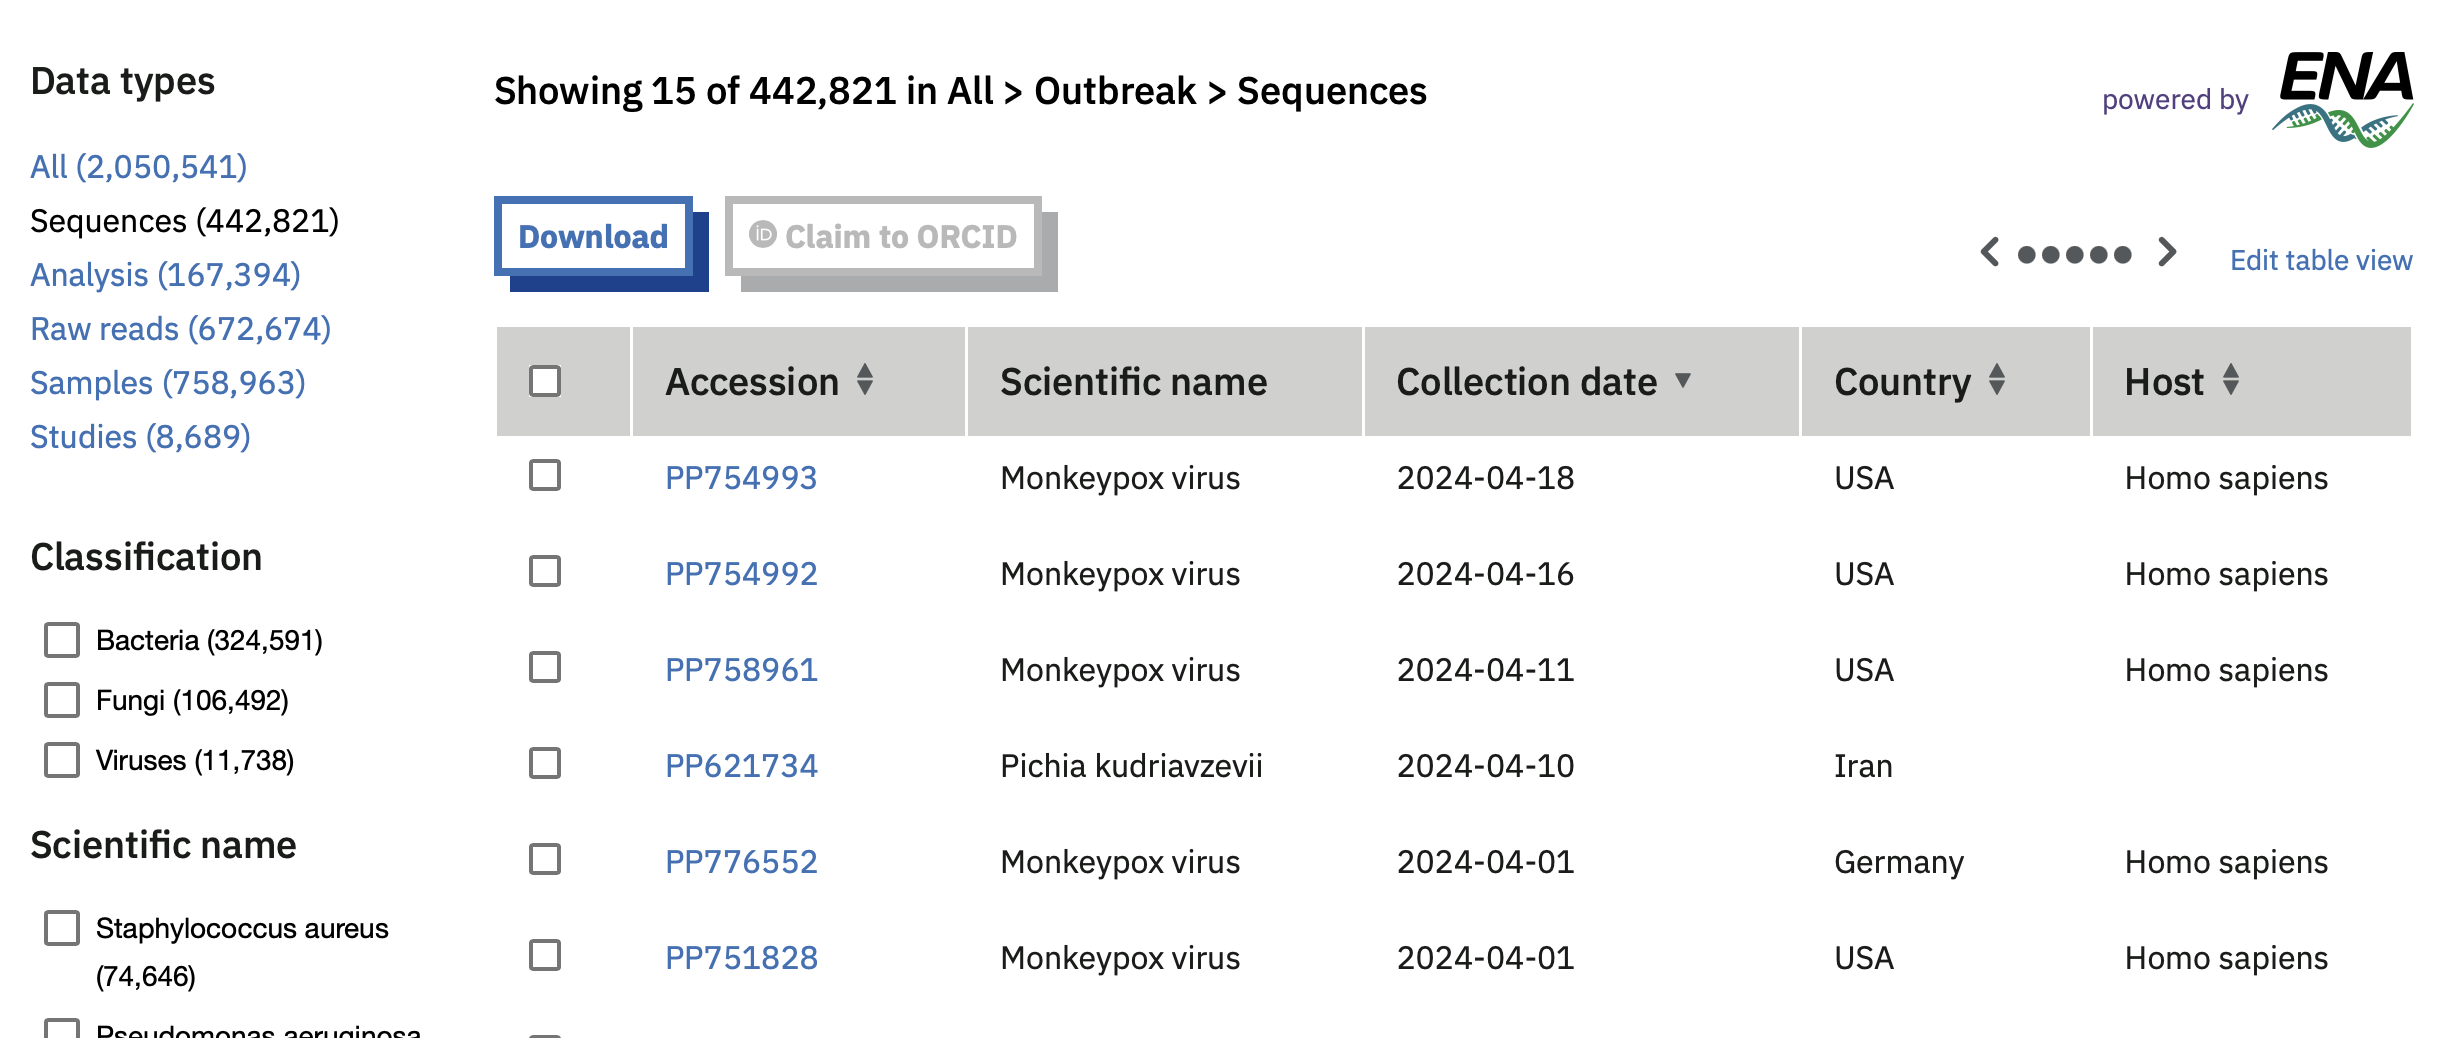 Data types
All (2,050,541)
Sequences (442,821)
Analysis (167,394)
Raw reads (672,674)
Samples (758,963)
Studies (8,689)
Classification
Bacteria (324,591)
Fungi (106,492)
Viruses (11,738)
Scientific name
Staphylococcus aureus
(74,646)
Pseudomonas aeruginosa
Showing 15 of 442,821 in All > Outbreak > Sequences
powered by ENA
Download iD Claim to ORCID
Edit table view
Accession Scientific name Collection date Country Host
PP754993 Monkeypox virus 2024-04-18 USA Homo sapiens
PP754992 Monkeypox virus 2024-04-16 USA Homo sapiens
PP758961 Monkeypox virus 2024-04-11 USA Homo sapiens
PP621734 Pichia kudriavzevii 2024-04-10 Iran
PP776552 Monkeypox virus 2024-04-01 Germany Homo sapiens
PP751828 Monkeypox virus 2024-04-01 USA Homo sapiens